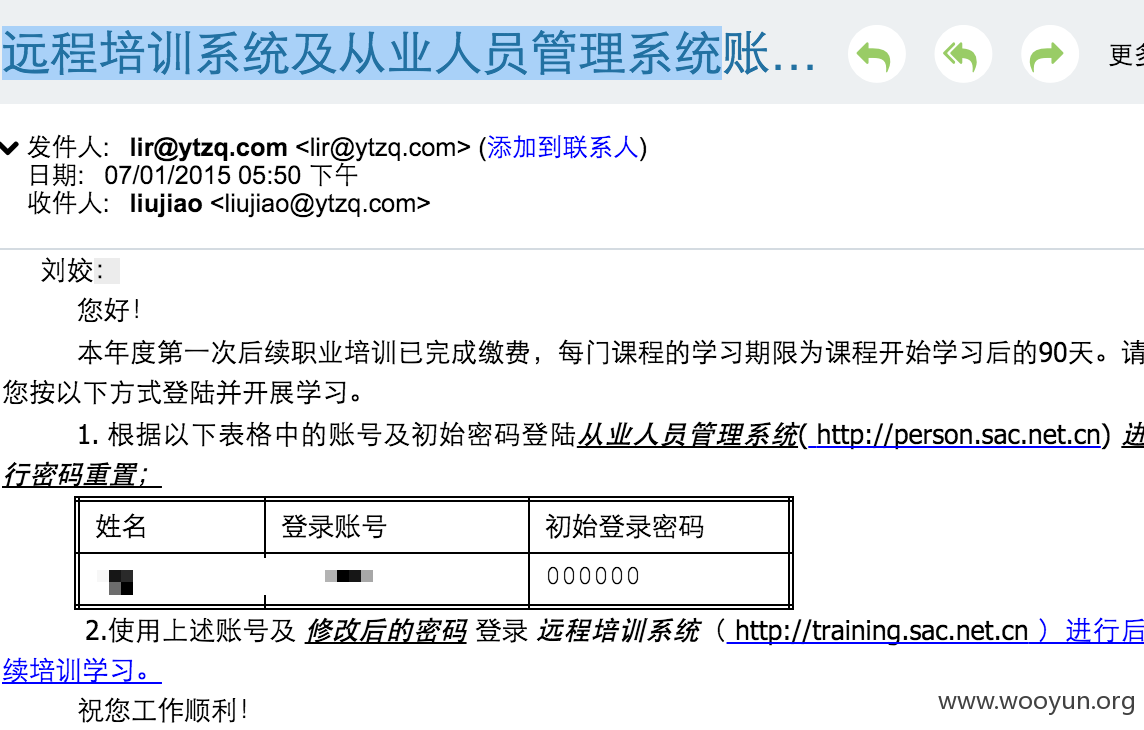 远程培训系统及从业人员管理系统账...
更多
发件人: lir@ytzq.com <lir@ytzq.com> (添加到联系人)
日期: 07/01/2015 05:50 下午
收件人: liujiao <liujiao@ytzq.com>
刘姣：
您好！
本年度第一次后续职业培训已完成缴费，每门课程的学习期限为课程开始学习后的90天。请
您按以下方式登陆并开展学习。
1. 根据以下表格中的账号及初始密码登陆从业人员管理系统( http://person.sac.net.cn) 进
行密码重置；
姓名 登录账号 初始登录密码
000000
2.使用上述账号及 修改后的密码 登录 远程培训系统（ http://training.sac.net.cn ）进行后
续培训学习。
祝您工作顺利！
www.wooyun.org